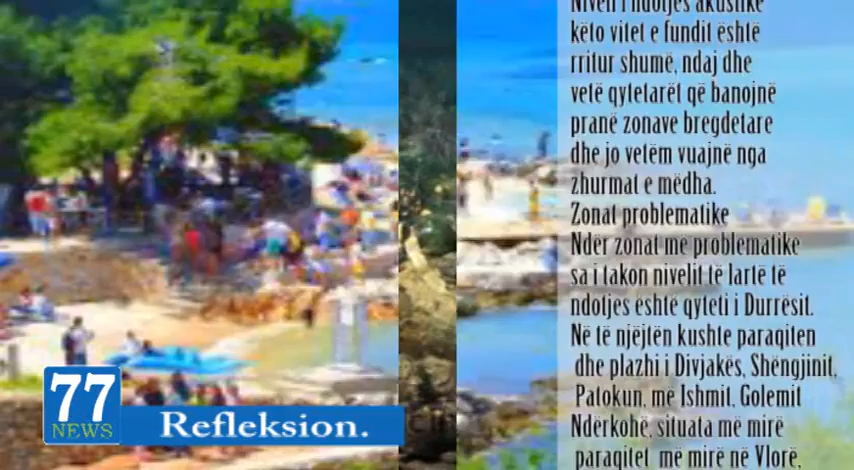 Niveli i ndotjes akustike
këto vitet e fundit është
rritur shumë, ndaj dhe
vetë qytetarët që banojnë
pranë zonave bregdetare
dhe jo vetëm vuajnë nga
zhurmat e mëdha.
Zonat problematike
Ndër zonat më problematike
sa i takon nivelit të lartë të
ndotjes është qyteti i Durrësit.
Në të njëjtën kushte paraqiten
dhe plazhi i Divjakës, Shëngjinit,
Patokun, më Ishmit, Golemit
Ndërkohë, situata më mirë
paraqitet më mirë në Vlorë,
77
NEWS
Refleksion.